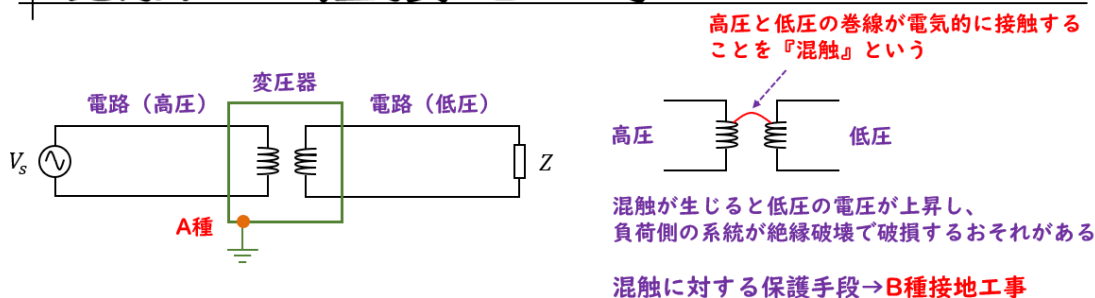 高圧と低圧の巻線が電気的に接触する
ことを『混触』という
変圧器
電路（高圧）
電路（低圧）
Vs
Z
A種
高圧
低圧
混触が生じると低圧の電圧が上昇し、
負荷側の系統が絶縁破壊で破損するおそれがある
混触に対する保護手段→B種接地工事